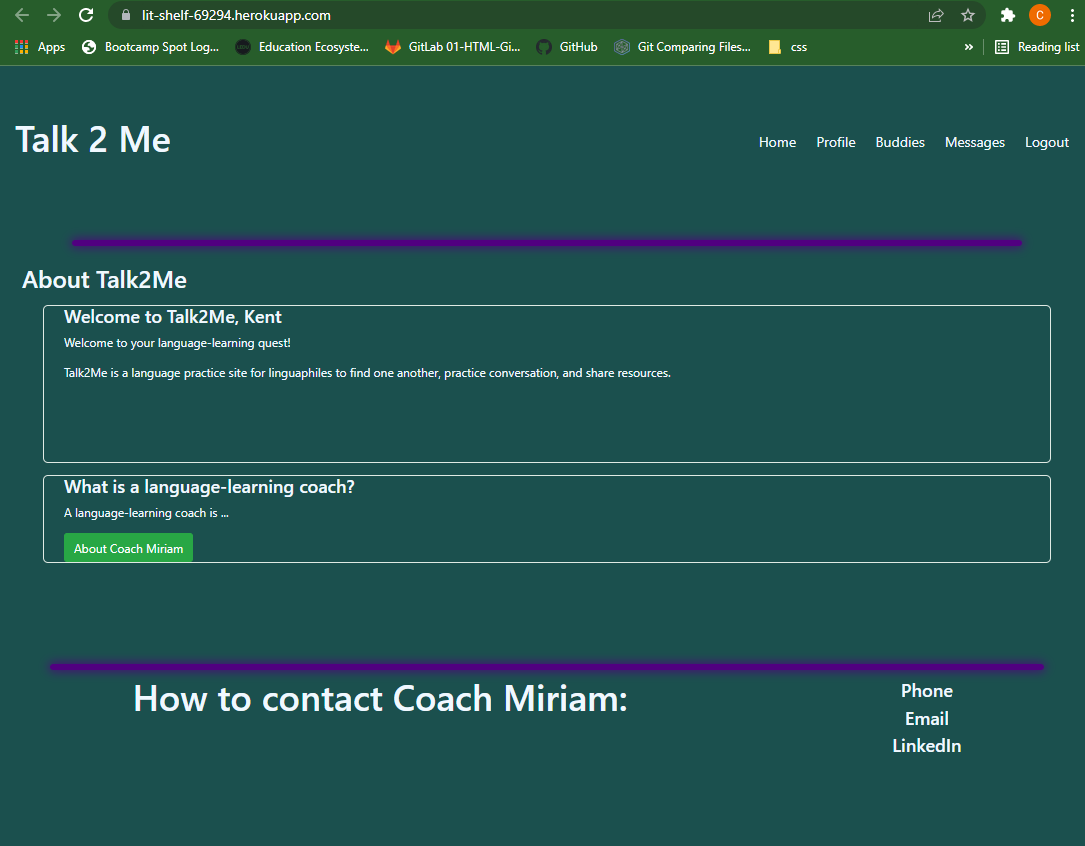 lit-shelf-69294.herokuapp.com
C
Apps Bootcamp Spot Log... Education Ecosyste... GitLab 01-HTML-Gi... GitHub Git Comparing Files... css » Reading list
Talk 2 Me
Home Profile Buddies Messages Logout
About Talk2Me
Welcome to Talk2Me, Kent
Welcome to your language-learning quest!
Talk2Me is a language practice site for linguaphiles to find one another, practice conversation, and share resources.
What is a language-learning coach?
A language-learning coach is ...
About Coach Miriam
How to contact Coach Miriam:
Phone
Email
LinkedIn